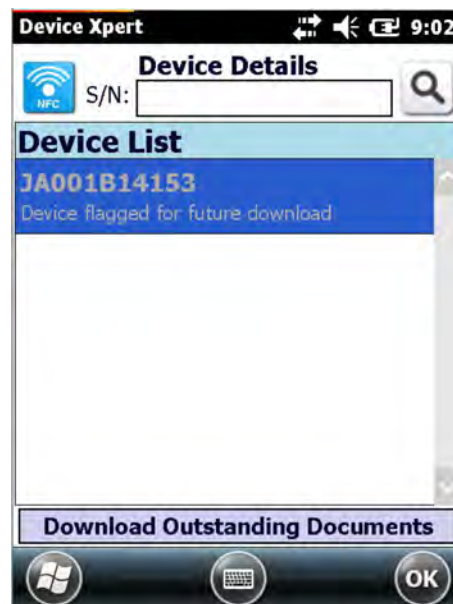 Device Xpert 9:02
Device Details
NFC
S/N:
Device List
JA001B14153
Device flagged for future download
Download Outstanding Documents
OK